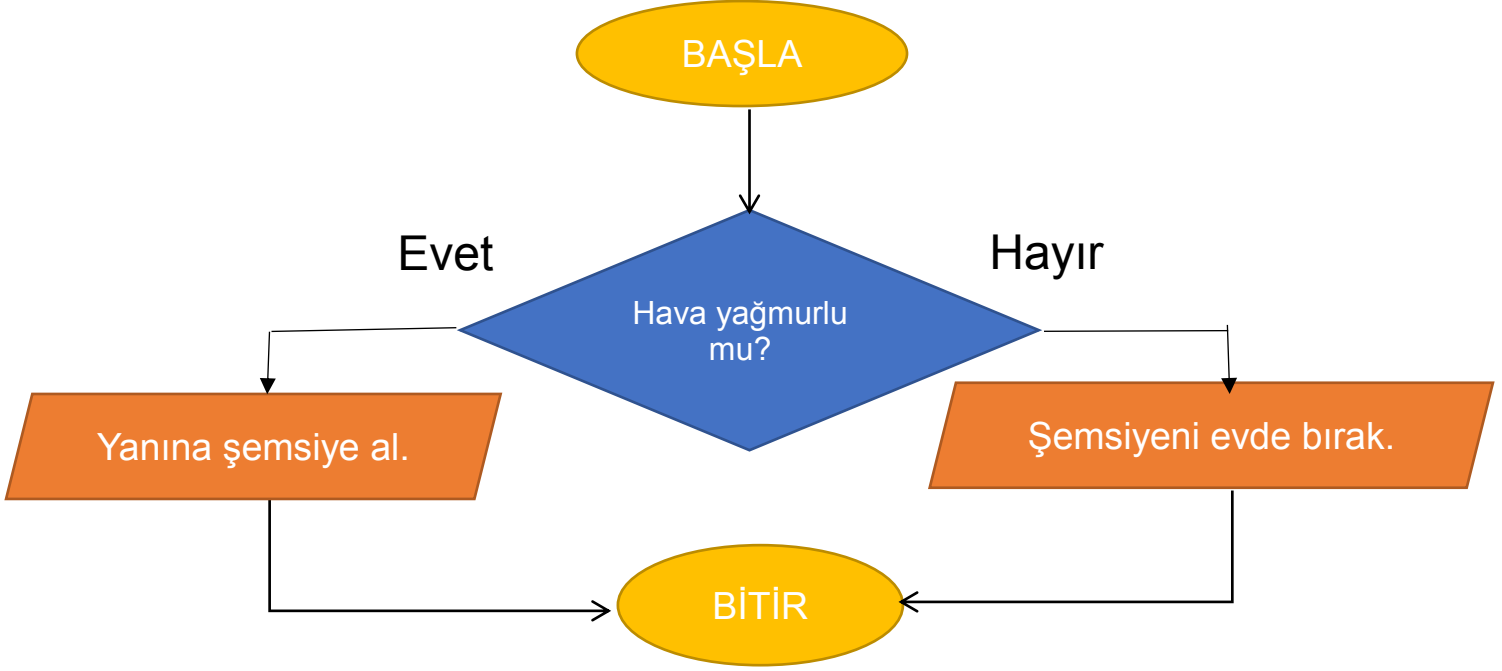 BAŞLA
Evet
Hayır
Hava yağmurlu
mu?
Yanına şemsiye al.
Şemsiyeni evde bırak.
BİTİR